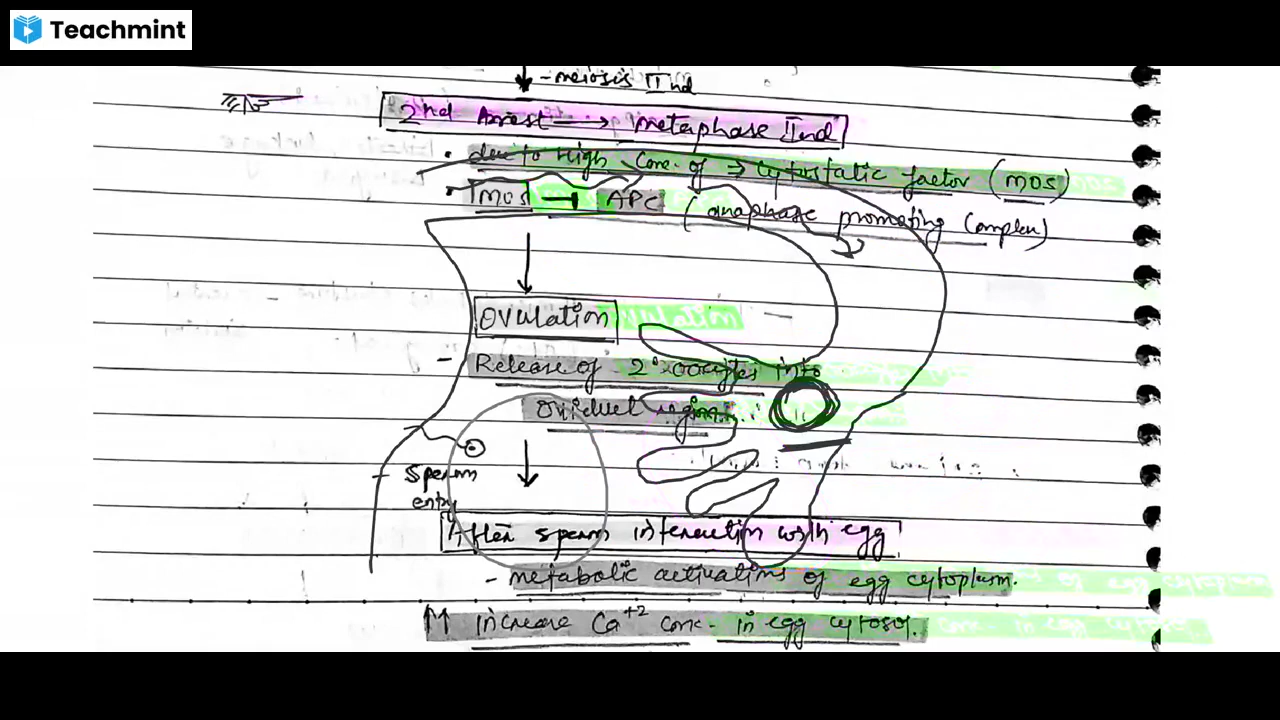 Teachmint
- meiosis IInd
2nd Arrest → metaphase IInd
• due to High Conc. of → Cytostatic factor (MOS)
• MOS ⊣ APC (anaphase promoting Complex)
OVulation
- Release of 2° oocytes into
Oviduct region
- Sperm
entry
After sperm interaction with egg
- metabolic activations of egg cytoplasm.
↑↑ increase Ca+2 conc. in egg cytosol.